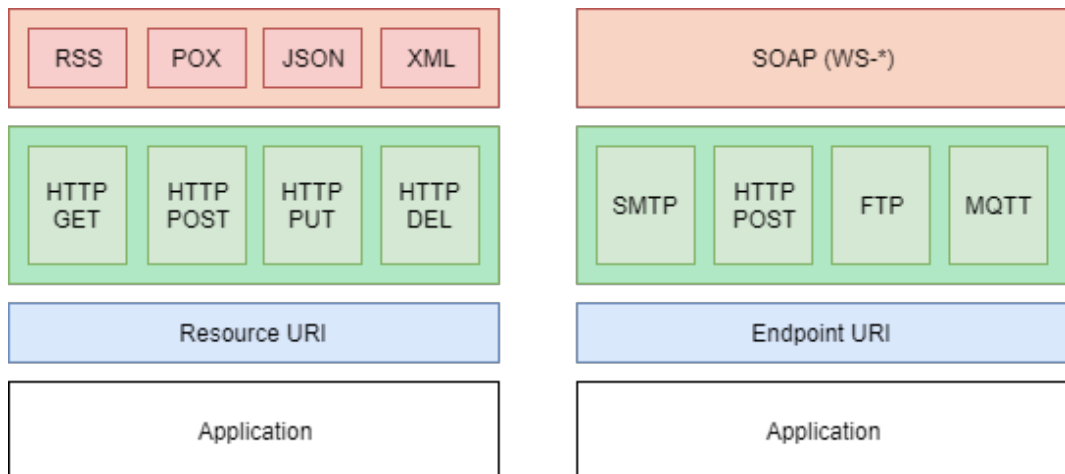 RSS
POX
JSON
XML
HTTP
GET
HTTP
POST
HTTP
PUT
HTTP
DEL
Resource URI
Application
SOAP (WS-*)
SMTP
HTTP
POST
FTP
MQTT
Endpoint URI
Application